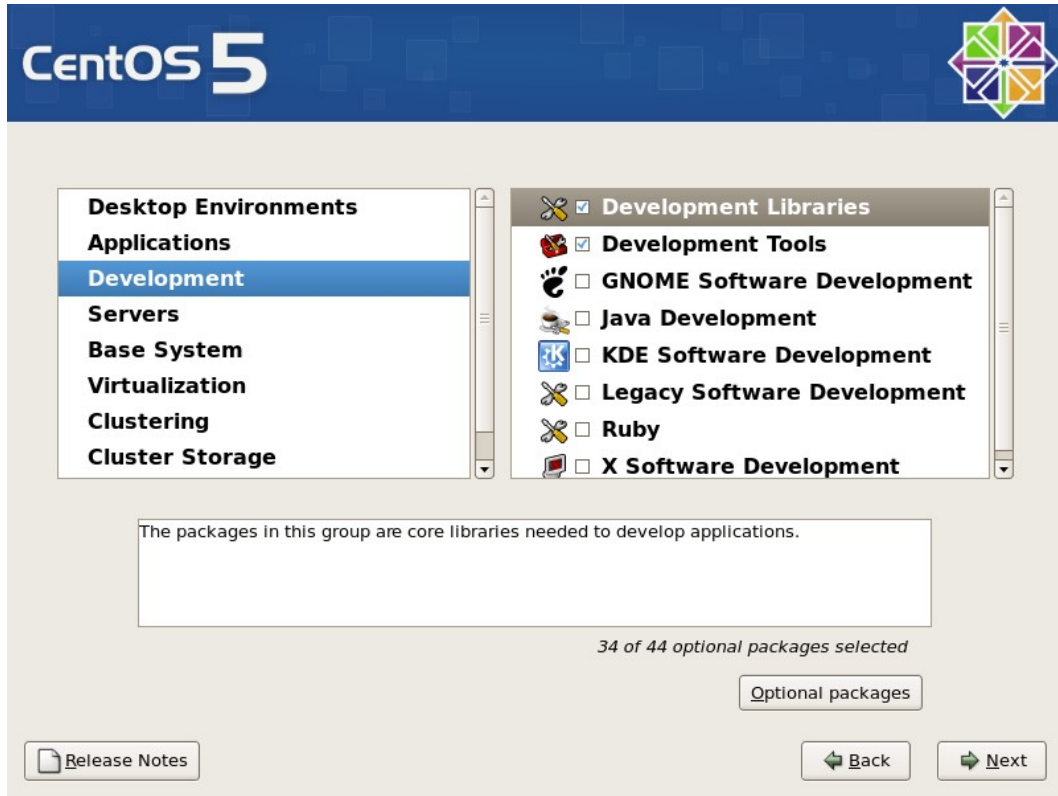 CentOS 5
Desktop Environments
Applications
Development
Servers
Base System
Virtualization
Clustering
Cluster Storage
Development Libraries
Development Tools
GNOME Software Development
Java Development
KDE Software Development
Legacy Software Development
Ruby
X Software Development
The packages in this group are core libraries needed to develop applications.
34 of 44 optional packages selected
Optional packages
Release Notes
Back
Next